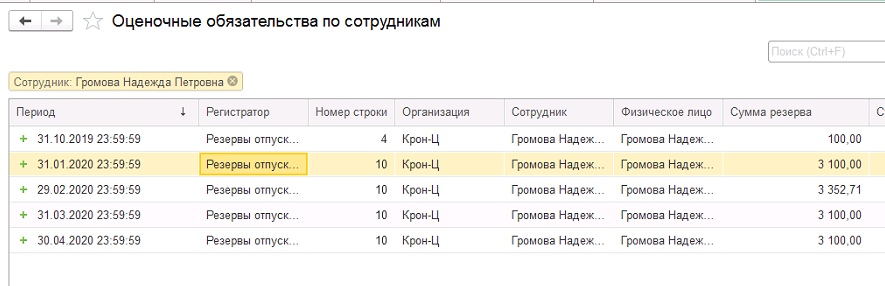 Оценочные обязательства по сотрудникам
Поиск (Ctrl+F)
Сотрудник: Громова Надежда Петровна
Период ↓ Регистратор Номер строки Организация Сотрудник Физическое лицо Сумма резерва С
31.10.2019 23:59:59 Резервы отпуск... 4 Крон-Ц Громова Надеж... Громова Надеж... 100,00
31.01.2020 23:59:59 Резервы отпуск... 10 Крон-Ц Громова Надеж... Громова Надеж... 3 100,00
29.02.2020 23:59:59 Резервы отпуск... 10 Крон-Ц Громова Надеж... Громова Надеж... 3 352,71
31.03.2020 23:59:59 Резервы отпуск... 10 Крон-Ц Громова Надеж... Громова Надеж... 3 100,00
30.04.2020 23:59:59 Резервы отпуск... 10 Крон-Ц Громова Надеж... Громова Надеж... 3 100,00